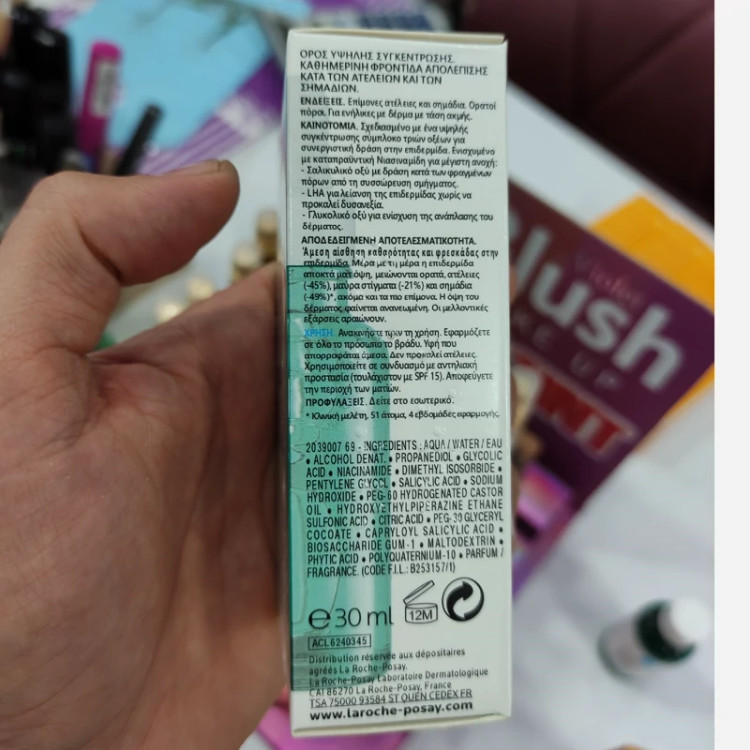 ΟΡΟΣ ΥΨΗΛΗΣ ΣΥΓΚΕΝΤΡΩΣΗΣ.
ΚΑΘΗΜΕΡΙΝΗ ΦΡΟΝΤΙΔΑ ΑΠΟΛΕΠΙΣΗΣ
ΚΑΤΑ ΤΩΝ ΑΤΕΛΕΙΩΝ ΚΑΙ ΤΩΝ
ΣΗΜΑΔΙΩΝ.
ΕΝΔΕΙΞΕΙΣ. Επίμονες ατέλειες και σημάδια. Ορατοί
πόροι. Για ενήλικες με δέρμα με τάση ακμής.
ΚΑΙΝΟΤΟΜΙΑ. Σχεδιασμένο με ένα υψηλής
συγκέντρωσης σύμπλοκο τριών οξέων για
συνεργιστική δράση στην επιδερμίδα. Ενισχυμένο
με καταπραϋντική Νιασιναμίδη για μέγιστη ανοχή:
- Σαλικυλικό οξύ με δράση κατά των φραγμένων
πόρων από τη συσσώρευση σμήγματος.
- LHA για λείανση της επιδερμίδας χωρίς να
προκαλεί δυσανεξία.
- Γλυκολικό οξύ για ενίσχυση της ανάπλασης του
δέρματος.
ΑΠΟΔΕΔΕΙΓΜΕΝΗ ΑΠΟΤΕΛΕΣΜΑΤΙΚΟΤΗΤΑ.
Άμεση αίσθηση καθαρότητας και φρεσκάδας στην
επιδερμίδα. Μέρα με τη μέρα η επιδερμίδα
αποκτά ματ όψη, μειώνονται ορατά, ατέλειες
(-45%), μαύρα στίγματα (-21%) και σημάδια
(-49%)*, ακόμα και τα πιο επίμονα. Η όψη του
δέρματος φαίνεται ανανεωμένη. Οι μελλοντικές
εξάρσεις αραιώνουν.
ΧΡΗΣΗ. Ανακινήστε πριν τη χρήση. Εφαρμόζετε
σε όλο το πρόσωπο το βράδυ. Υφή που
απορροφάται άμεσα. Δεν προκαλεί ατέλειες.
Χρησιμοποιείτε σε συνδυασμό με αντηλιακή
προστασία (τουλάχιστον με SPF 15). Αποφεύγετε
την περιοχή των ματιών.
ΠΡΟΦΥΛΑΞΕΙΣ. Δείτε στο εσωτερικό.
* Κλινική μελέτη, 51 άτομα, 4 εβδομάδες εφαρμογής.
2039007 69 - INGREDIENTS : AQUA / WATER / EAU
• ALCOHOL DENAT. • PROPANEDIOL • GLYCOLIC
ACID • NIACINAMIDE • DIMETHYL ISOSORBIDE •
PENTYLENE GLYCOL • SALICYLIC ACID • SODIUM
HYDROXIDE • PEG-60 HYDROGENATED CASTOR
OIL • HYDROXYETHYLPIPERAZINE ETHANE
SULFONIC ACID • CITRIC ACID • PEG-30 GLYCERYL
COCOATE • CAPRYLOYL SALICYLIC ACID •
BIOSACCHARIDE GUM-1 • MALTODEXTRIN •
PHYTIC ACID • POLYQUATERNIUM-10 • PARFUM /
FRAGRANCE. (CODE F.I.L.: B253157/1)
e 30 ml 12M
ACL 6240345
Distribution réservée aux dépositaires
agréés La Roche-Posay.
La Roche-Posay Laboratoire Dermatologique
CAI 86270 La Roche-Posay, France
TSA 75000 93584 ST OUEN CEDEX FR
www.laroche-posay.com
lush
KE UP